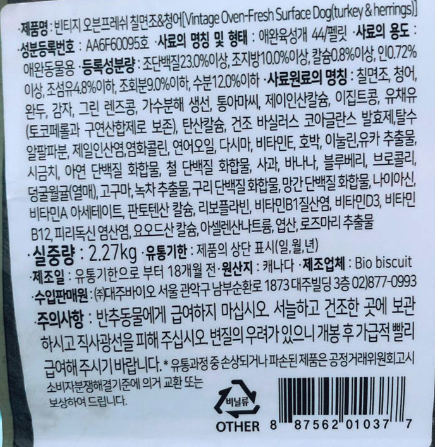 ·제품명 : 빈티지 오븐프레쉬 칠면조&청어[Vintage Oven-Fresh Surface Dog(turkey & herrings)]
성분등록번호 : AA6F60095호 ·사료의 명칭 및 형태 : 애완육성개 44/펠릿 ·사료의 용도 :
애완동물용 ·등록성분량 : 조단백질23.0%이상, 조지방10.0%이상, 칼슘0.8%이상, 인0.72%
이상, 조섬유4.8%이하, 조회분9.0%이하, 수분12.0%이하 ·사료원료의 명칭 : 칠면조, 청어,
완두, 감자, 그린 렌즈콩, 가수분해 생선, 통아마씨, 제이인산칼슘, 이집트콩, 유채유
(토코페롤과 구연산합제로 보존), 탄산칼슘, 건조 바실러스 코아글란스 발효제,탈수
알팔파분, 제일인산염,염화콜린, 연어오일, 다시마, 비타민E, 호박, 이눌린,유카 추출물,
시금치, 아연 단백질 화합물, 철 단백질 화합물, 사과, 바나나, 블루베리, 브로콜리,
덩굴월귤(열매), 고구마, 녹차 추출물, 구리 단백질 화합물, 망간 단백질 화합물, 나이아신,
비타민A 아세테이트, 판토텐산 칼슘, 리보플라빈, 비타민B1질산염, 비타민D3, 비타민
B12, 피리독신 염산염, 요오드산 칼슘, 아셀렌산나트륨, 엽산, 로즈마리 추출물
·실중량 : 2.27kg ·유통기한 : 제품의 상단 표시(일,월,년)
·제조일 : 유통기한으로 부터 18개월 전 ·원산지 : 캐나다 ·제조업체 : Bio biscuit
·수입판매원 : ㈜대주바이오 서울 관악구 남부순환로 1873 대주빌딩 3층 02)877-0993
·주의사항 : 반추동물에게 급여하지 마십시오. 서늘하고 건조한 곳에 보관
하시고 직사광선을 피해 주십시오. 변질의 우려가 있으니 개봉 후 가급적 빨리
급여해 주시기 바랍니다. *유통과정 중 손상되거나 파손된 제품은 공정거래위원회고시
소비자분쟁해결기준에 의거 교환 또는
보상하여 드립니다.
비닐류
OTHER
8 87562 01037 7